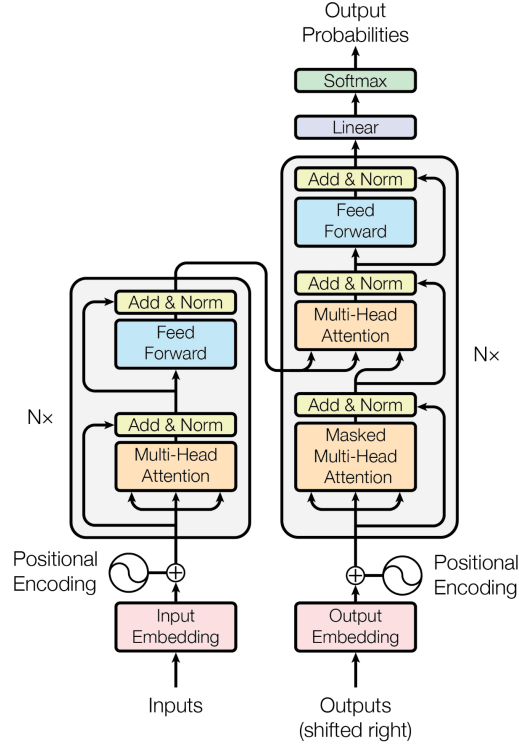 Output
Probabilities
Softmax
Linear
Add & Norm
Feed
Forward
Add & Norm
Multi-Head
Attention
Add & Norm
Masked
Multi-Head
Attention
N×
Add & Norm
Feed
Forward
Add & Norm
Multi-Head
Attention
N×
Positional
Encoding
Positional
Encoding
Input
Embedding
Output
Embedding
Inputs
Outputs
(shifted right)